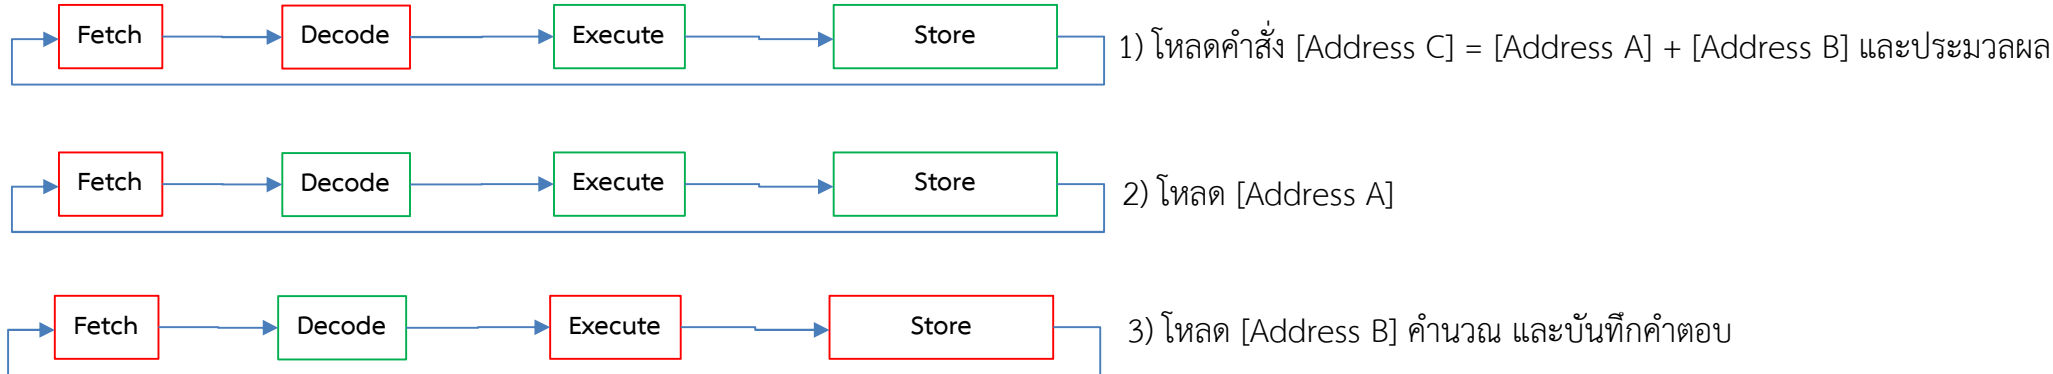 Fetch Decode Execute Store 1) โหลดคำสั่ง [Address C] = [Address A] + [Address B] และประมวลผล
Fetch Decode Execute Store 2) โหลด [Address A]
Fetch Decode Execute Store 3) โหลด [Address B] คำนวณ และบันทึกคำตอบ